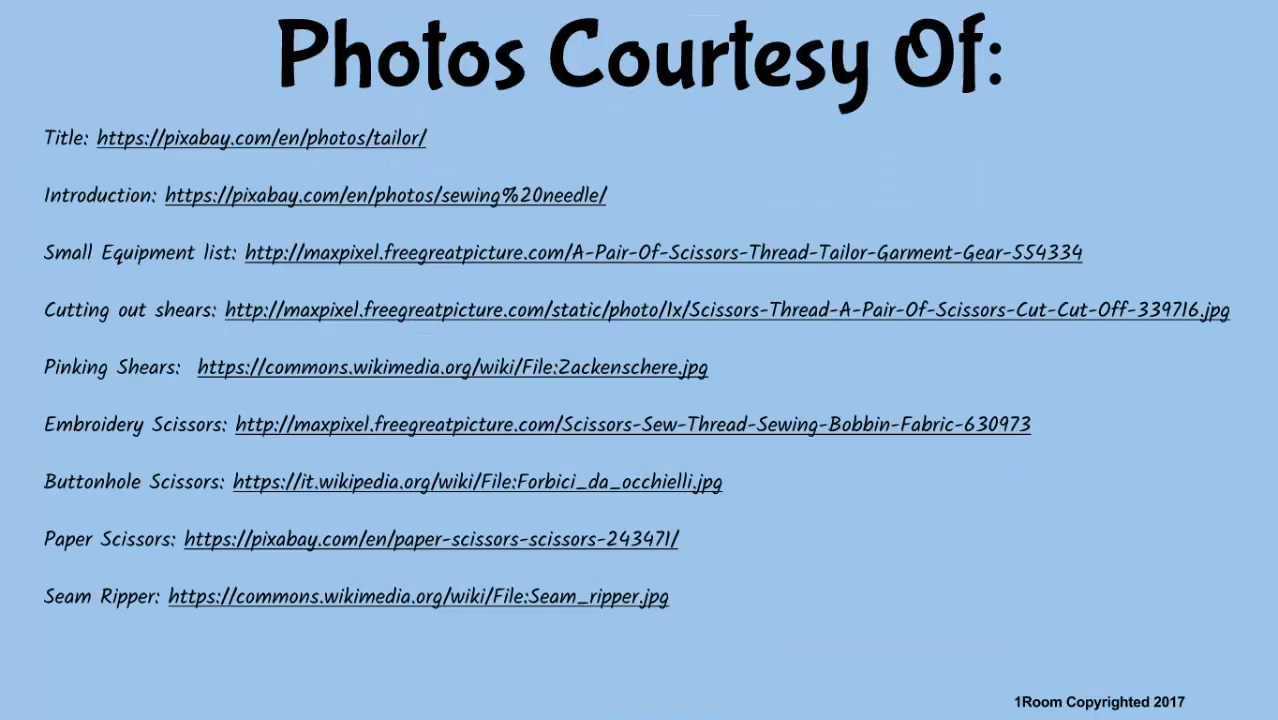 Photos Courtesy Of:
Title: https://pixabay.com/en/photos/tailor/
Introduction: https://pixabay.com/en/photos/sewing%20needle/
Small Equipment list: http://maxpixel.freegreatpicture.com/A-Pair-Of-Scissors-Thread-Tailor-Garment-Gear-554334
Cutting out shears: http://maxpixel.freegreatpicture.com/static/photo/1x/Scissors-Thread-A-Pair-Of-Scissors-Cut-Cut-Off-339716.jpg
Pinking Shears: https://commons.wikimedia.org/wiki/File:Zackenschere.jpg
Embroidery Scissors: http://maxpixel.freegreatpicture.com/Scissors-Sew-Thread-Sewing-Bobbin-Fabric-630973
Buttonhole Scissors: https://it.wikipedia.org/wiki/File:Forbici_da_occhielli.jpg
Paper Scissors: https://pixabay.com/en/paper-scissors-scissors-243471/
Seam Ripper: https://commons.wikimedia.org/wiki/File:Seam_ripper.jpg
1Room Copyrighted 2017